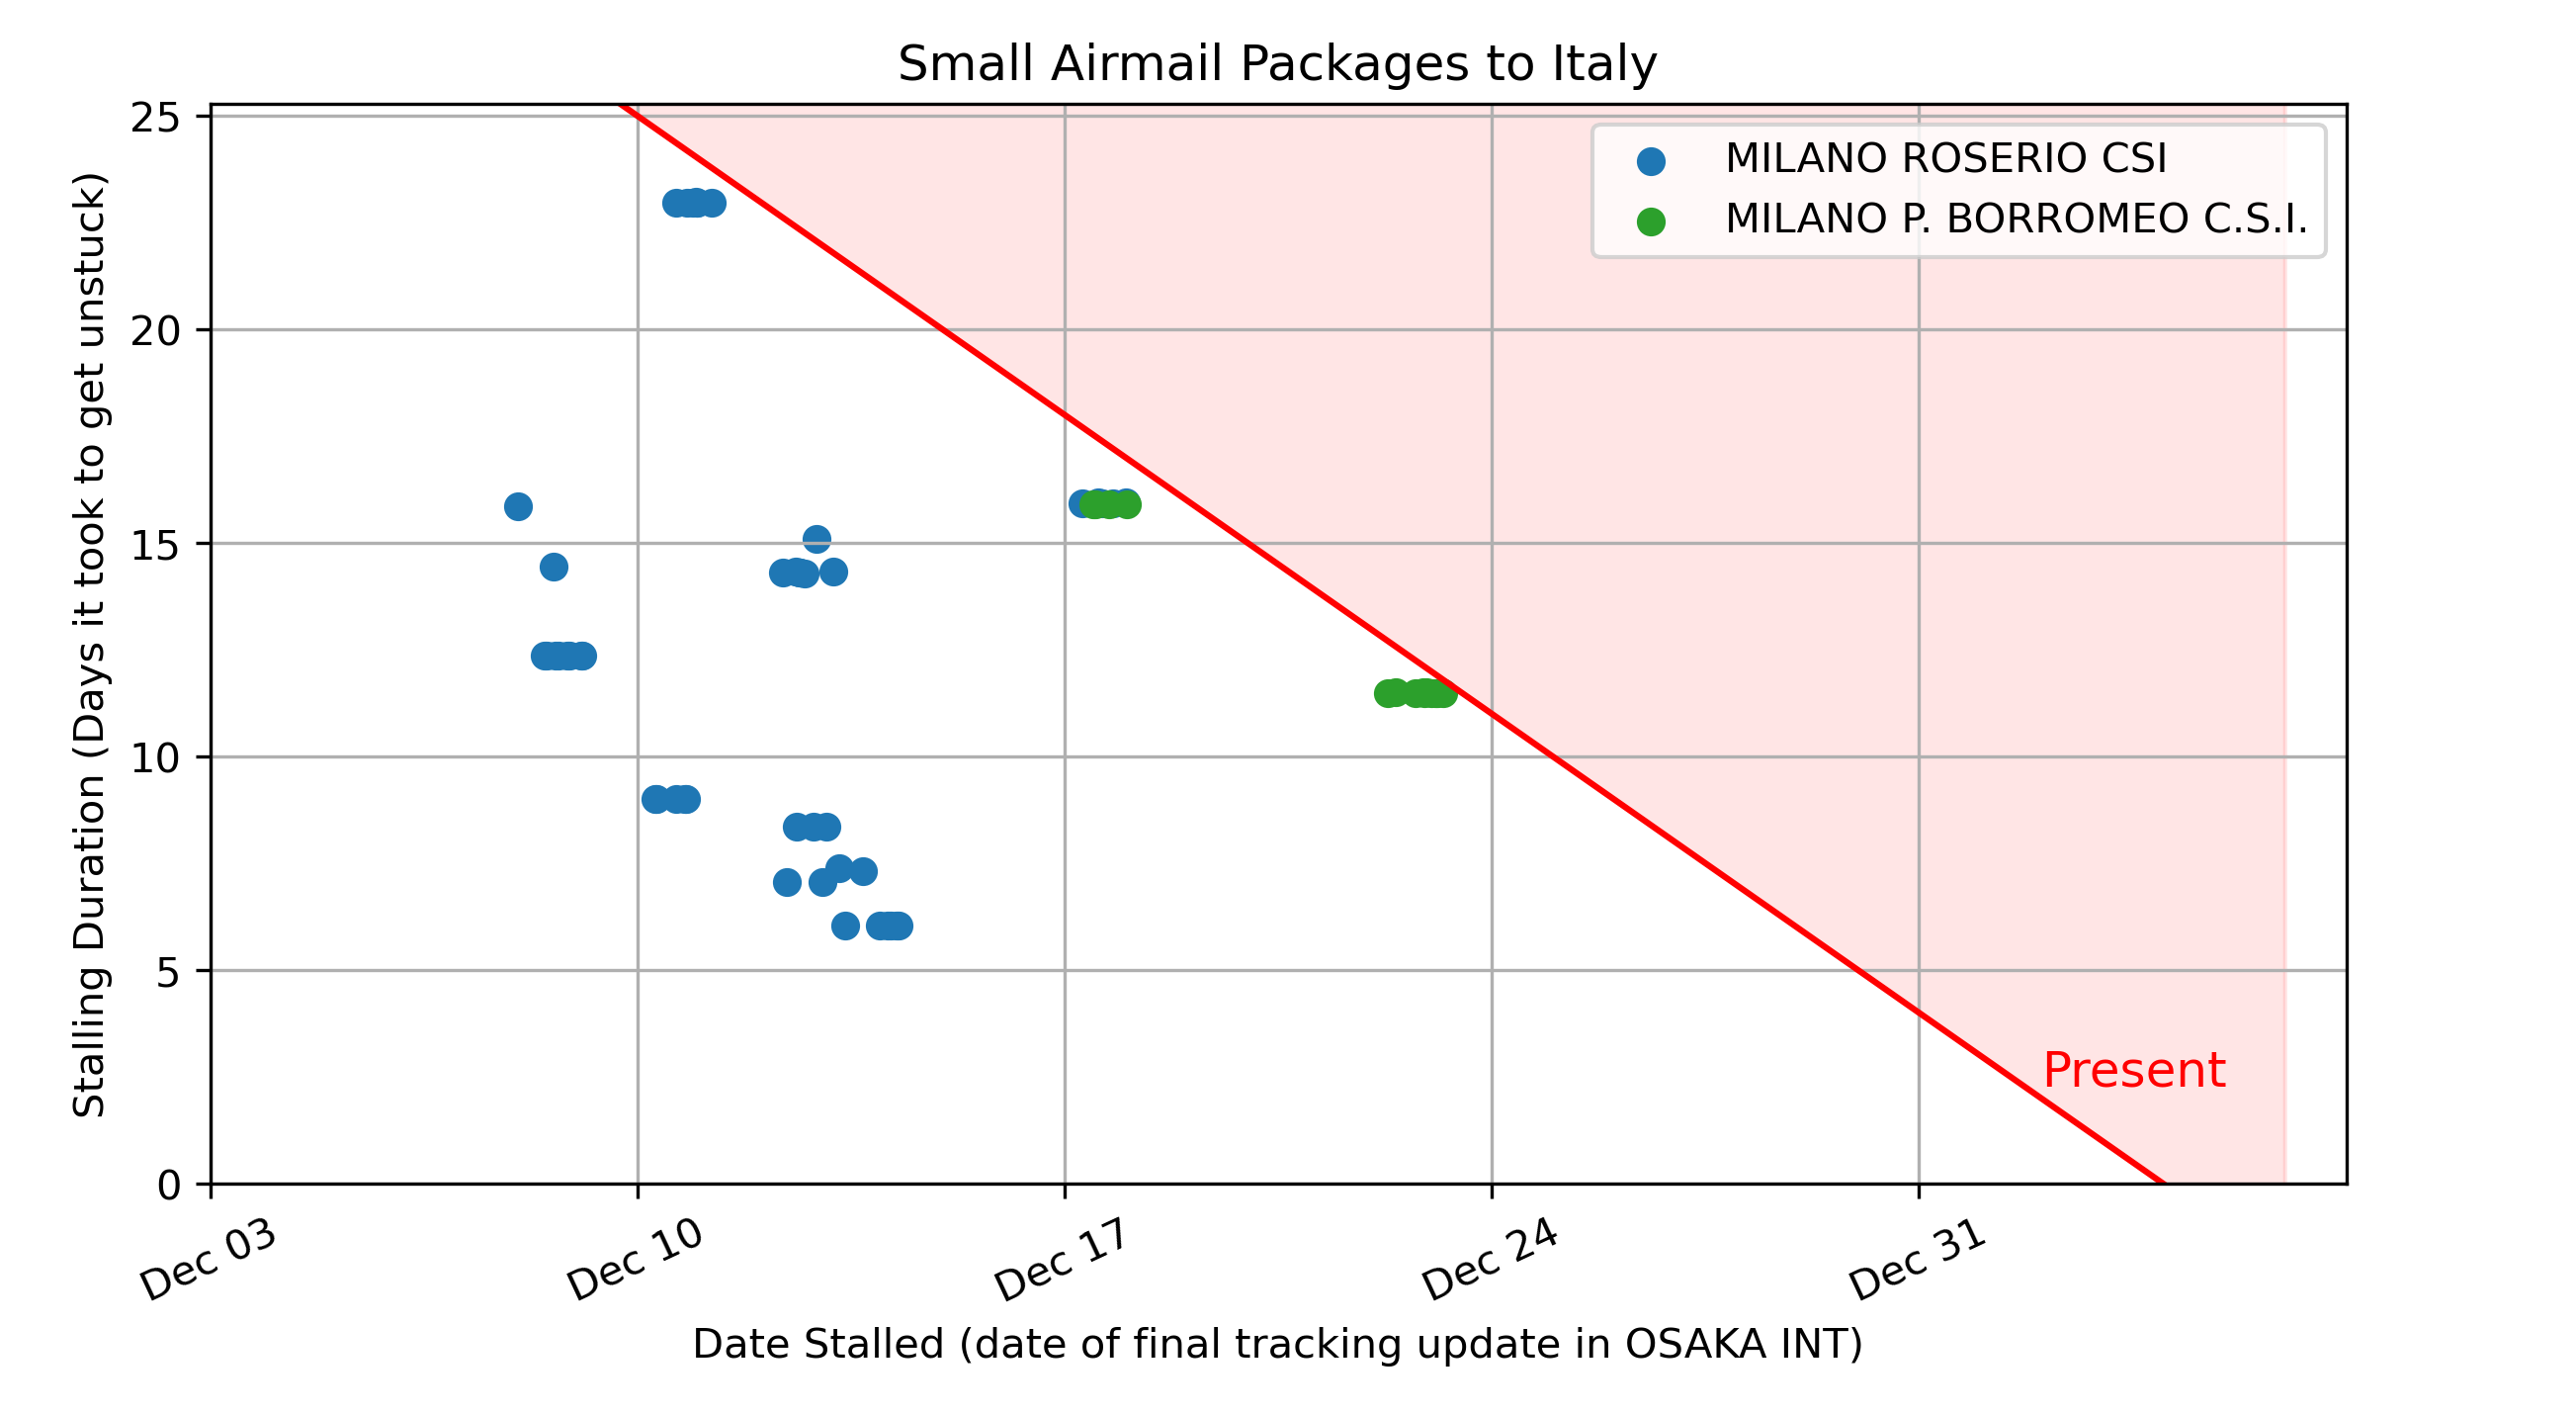 Small Airmail Packages to Italy
MILANO ROSERIO CSI
MILANO P. BORROMEO C.S.I.
Stalling Duration (Days it took to get unstuck)
25
20
15
10
5
0
Present
Dec 03
Dec 10
Dec 17
Dec 24
Dec 31
Date Stalled (date of final tracking update in OSAKA INT)